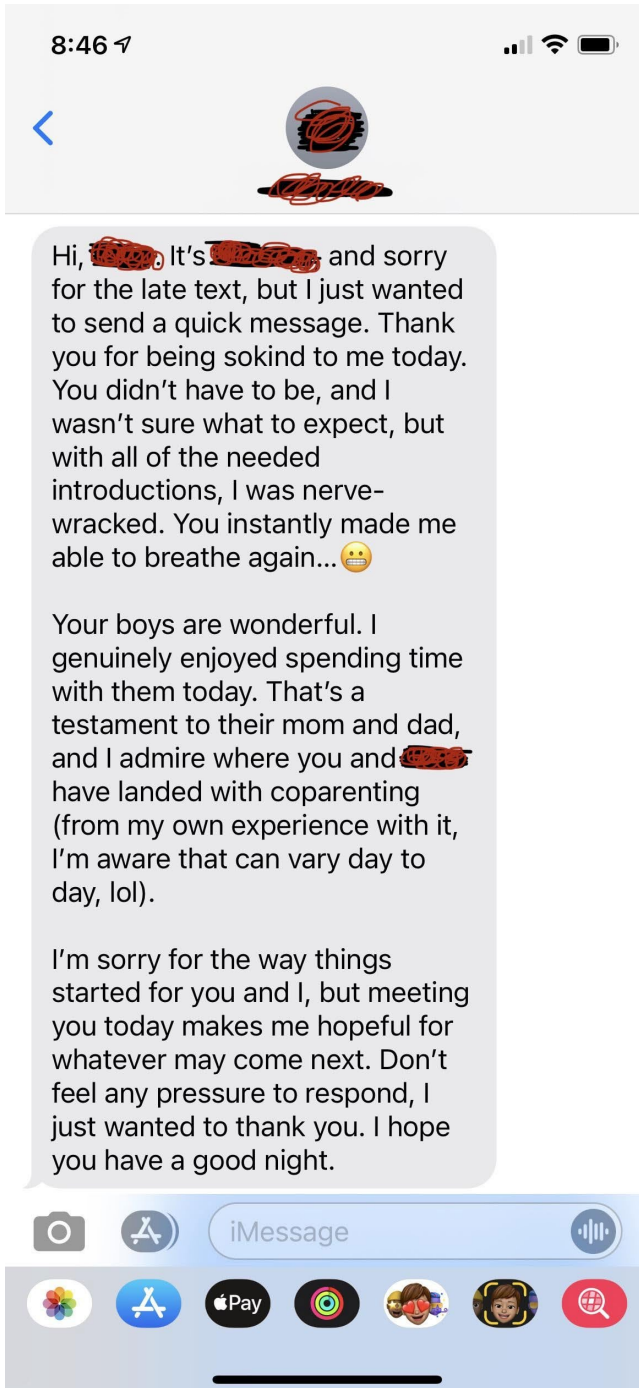 8:46
Hi, It's and sorry
for the late text, but I just wanted
to send a quick message. Thank
you for being sokind to me today.
You didn't have to be, and I
wasn't sure what to expect, but
with all of the needed
introductions, I was nerve-
wracked. You instantly made me
able to breathe again...😬
Your boys are wonderful. I
genuinely enjoyed spending time
with them today. That's a
testament to their mom and dad,
and I admire where you and
have landed with coparenting
(from my own experience with it,
I'm aware that can vary day to
day, lol).
I'm sorry for the way things
started for you and I, but meeting
you today makes me hopeful for
whatever may come next. Don't
feel any pressure to respond, I
just wanted to thank you. I hope
you have a good night.
iMessage
Pay